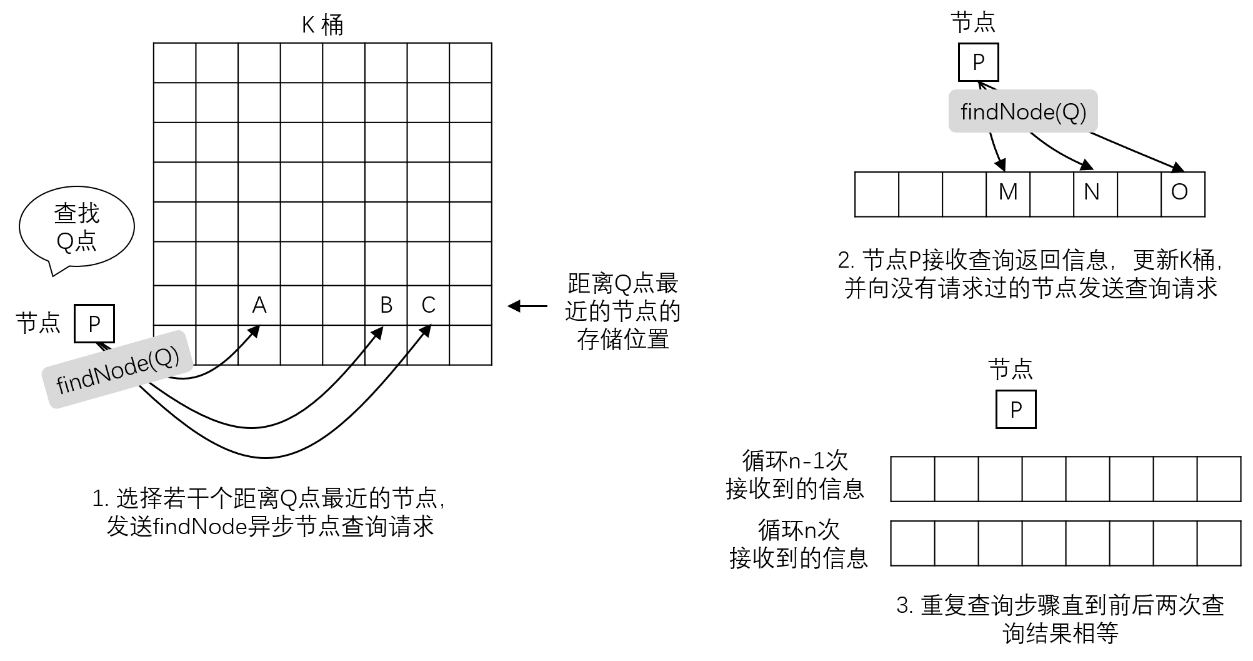 K 桶
查找
Q点
节点
P
findNode(Q)
A
B
C
距离Q点最
近的节点的
存储位置
1. 选择若干个距离Q点最近的节点,
发送findNode异步节点查询请求
节点
P
findNode(Q)
M
N
O
2. 节点P接收查询返回信息, 更新K桶,
并向没有请求过的节点发送查询请求
节点
P
循环n-1次
接收到的信息
循环n次
接收到的信息
3. 重复查询步骤直到前后两次查
询结果相等